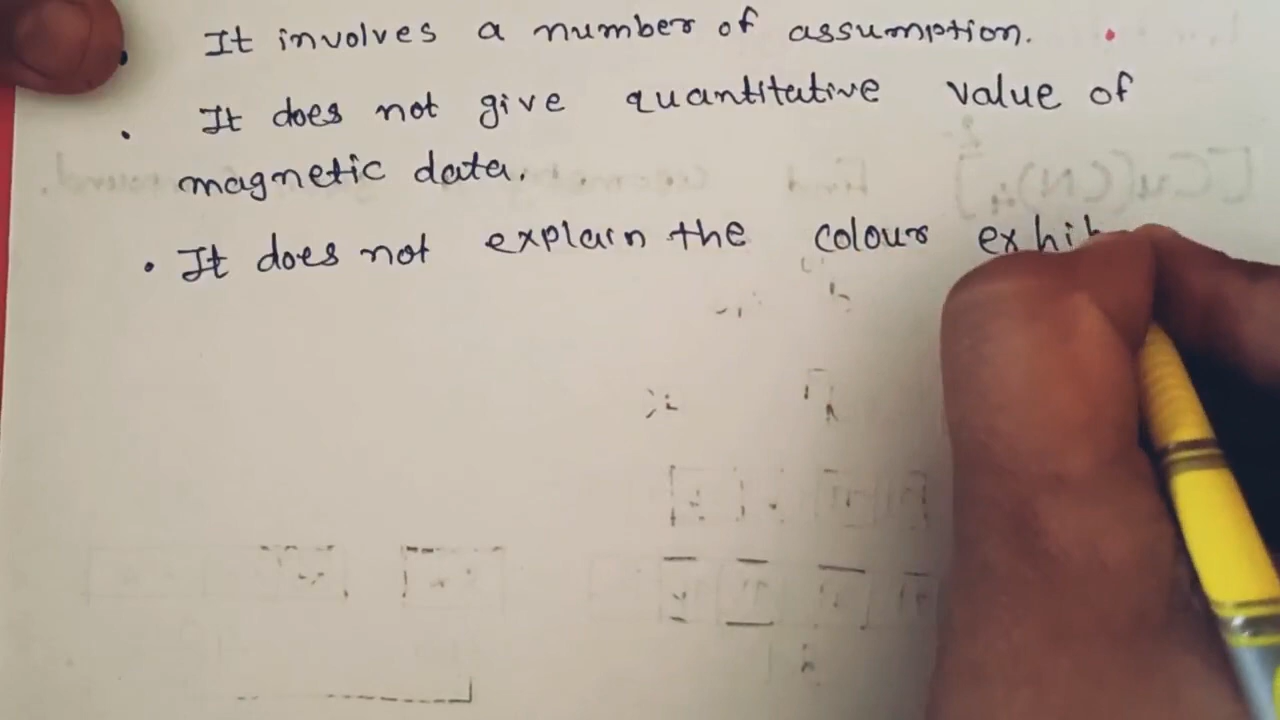 • It involves a number of assumption.
• It does not give quantitative value of
magnetic data.
• It does not explain the colour exhib